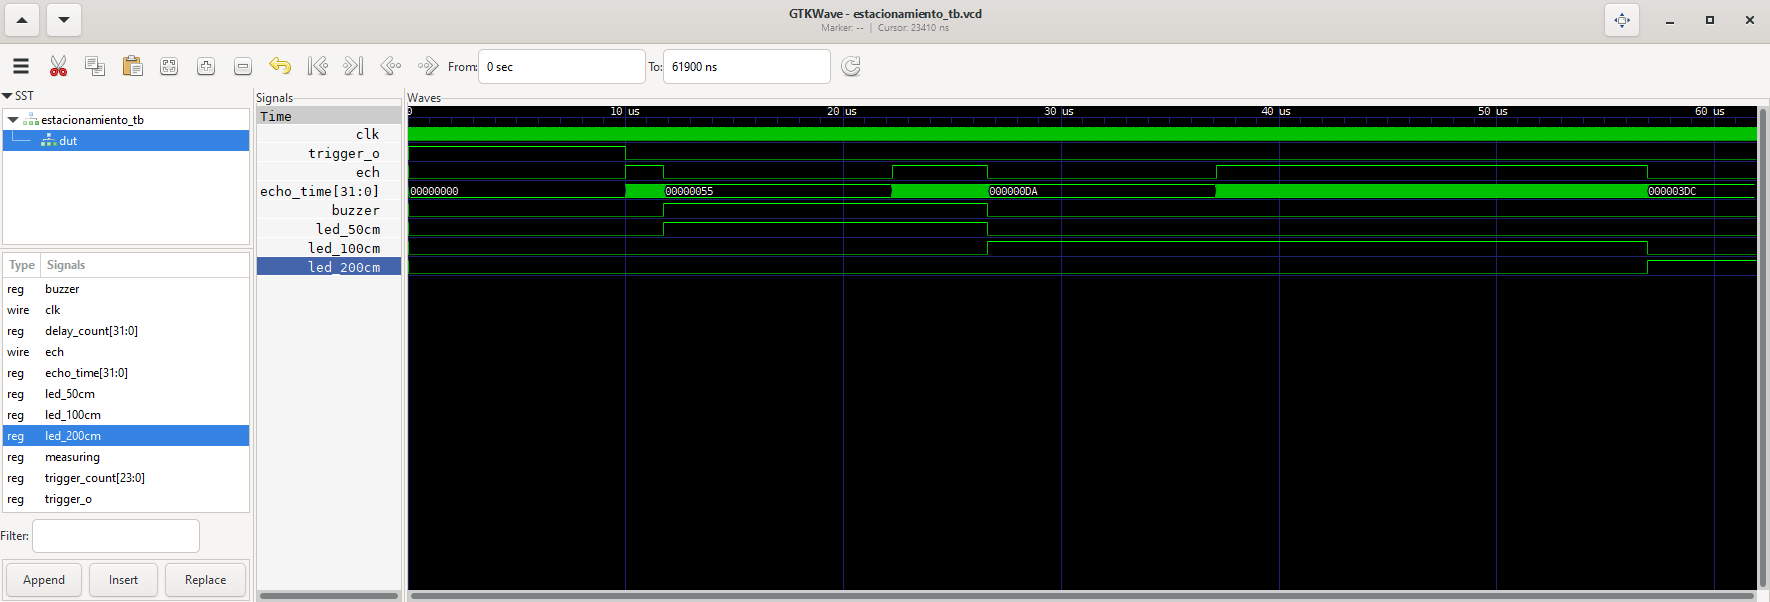 GTKWave - estacionamiento_tb.vcd
Marker: -- | Cursor: 23410 ns
From: 0 sec To: 61900 ns
SST
estacionamiento_tb
dut
Type Signals
reg buzzer
wire clk
reg delay_count[31:0]
wire ech
reg echo_time[31:0]
reg led_50cm
reg led_100cm
reg led_200cm
reg measuring
reg trigger_count[23:0]
reg trigger_o
Filter:
Append Insert Replace
Signals
Time
clk
trigger_o
ech
echo_time[31:0]
buzzer
led_50cm
led_100cm
led_200cm
Waves
0 10 us 20 us 30 us 40 us 50 us 60 us
00000000 00000055 000000DA 000003DC